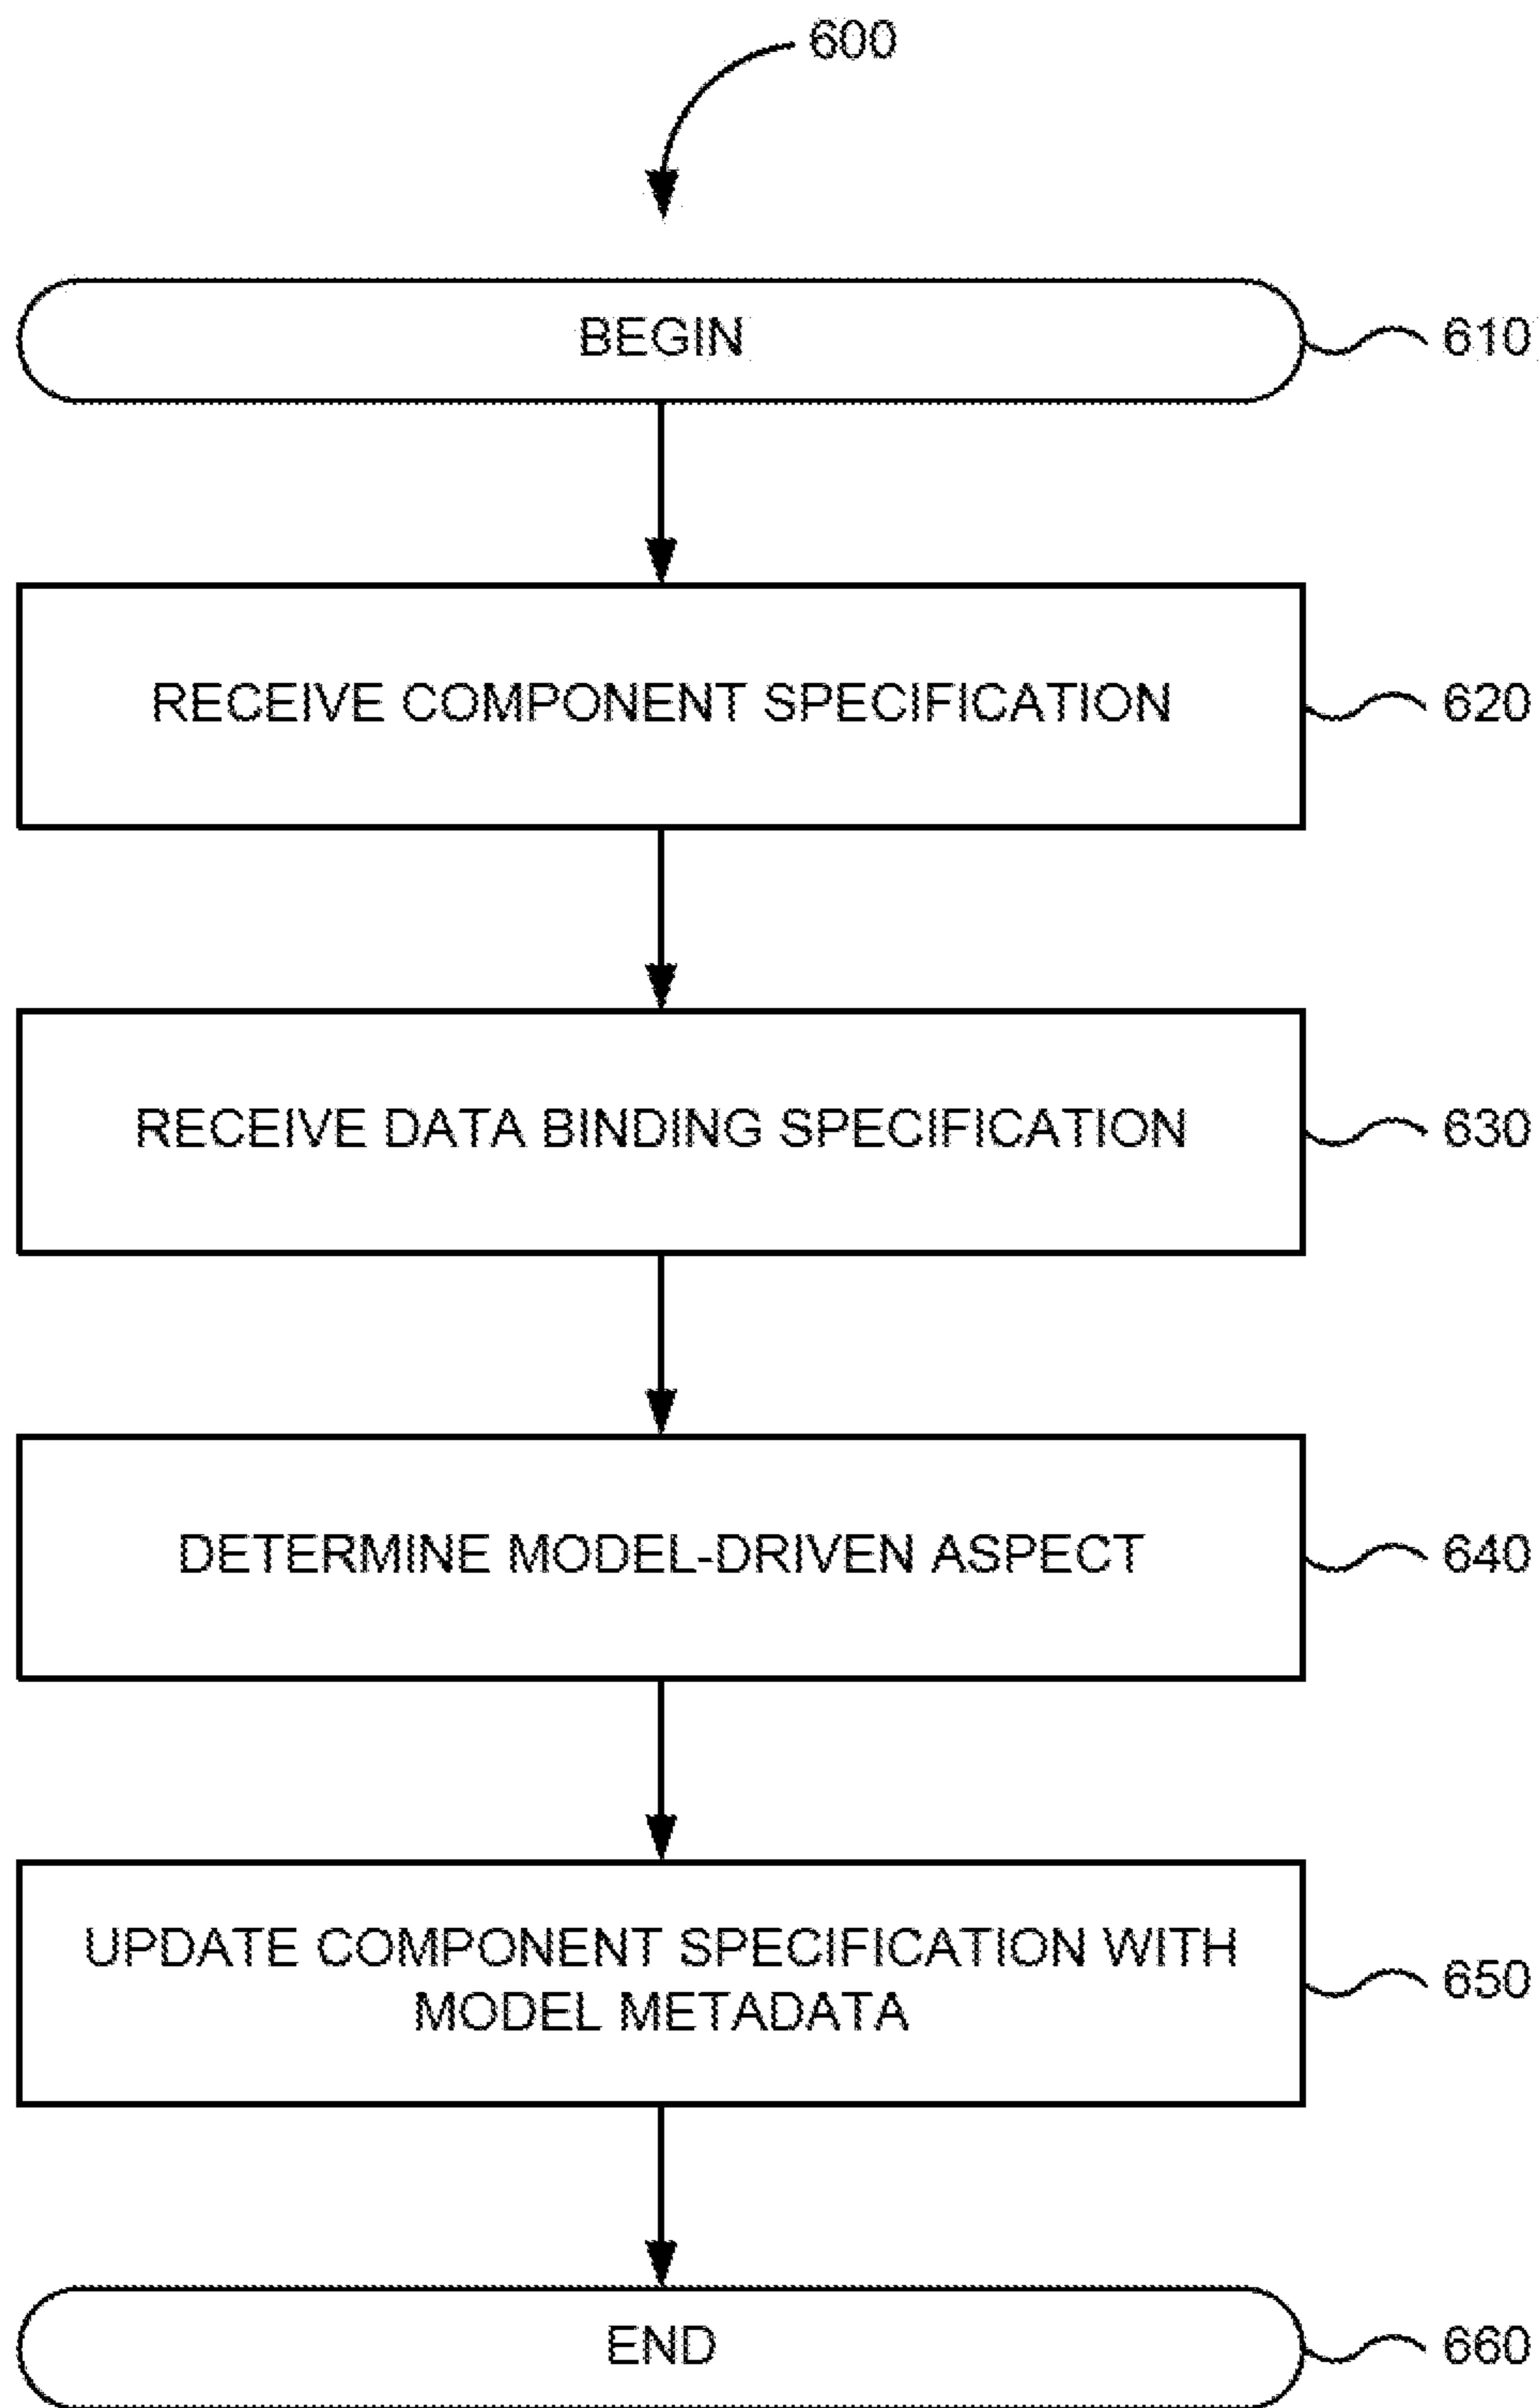 600
BEGIN
610
RECEIVE COMPONENT SPECIFICATION
620
RECEIVE DATA BINDING SPECIFICATION
630
DETERMINE MODEL-DRIVEN ASPECT
640
UPDATE COMPONENT SPECIFICATION WITH
MODEL METADATA
650
END
660